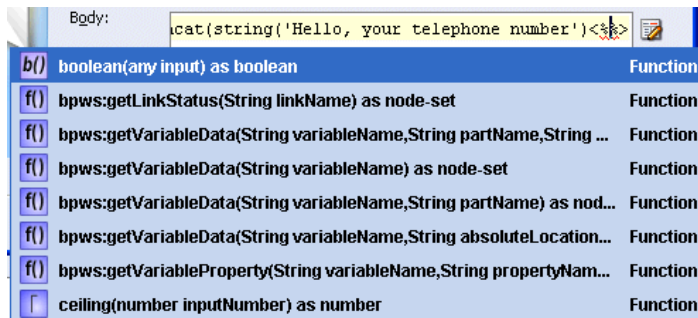 Body:
ıcat(string('Hello, your telephone number')<%%>
b() boolean(any input) as boolean Function
f() bpws:getLinkStatus(String linkName) as node-set Function
f() bpws:getVariableData(String variableName,String partName,String ... Function
f() bpws:getVariableData(String variableName) as node-set Function
f() bpws:getVariableData(String variableName,String partName) as nod... Function
f() bpws:getVariableData(String variableName,String absoluteLocation... Function
f() bpws:getVariableProperty(String variableName,String propertyNam... Function
⌈ ceiling(number inputNumber) as number Function